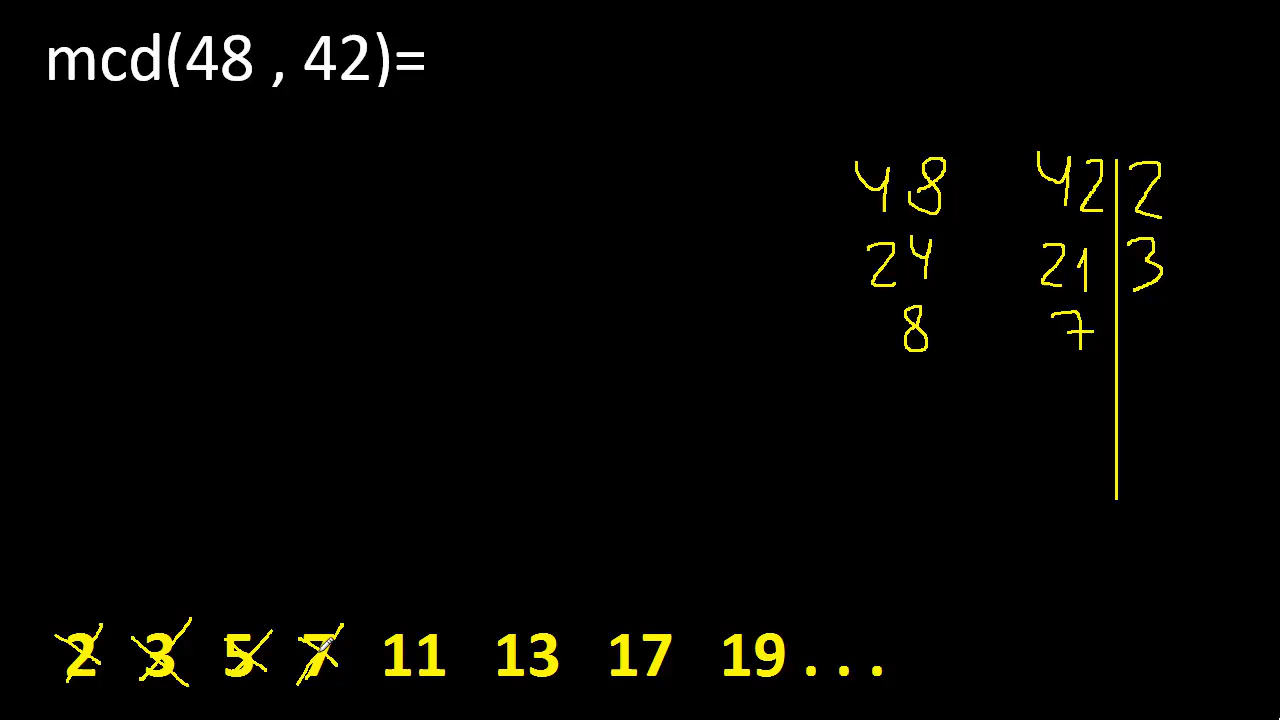 mcd(48 , 42)=
48 42 2
24 21 3
8 7
2 3 5 7 11 13 17 19 . . .